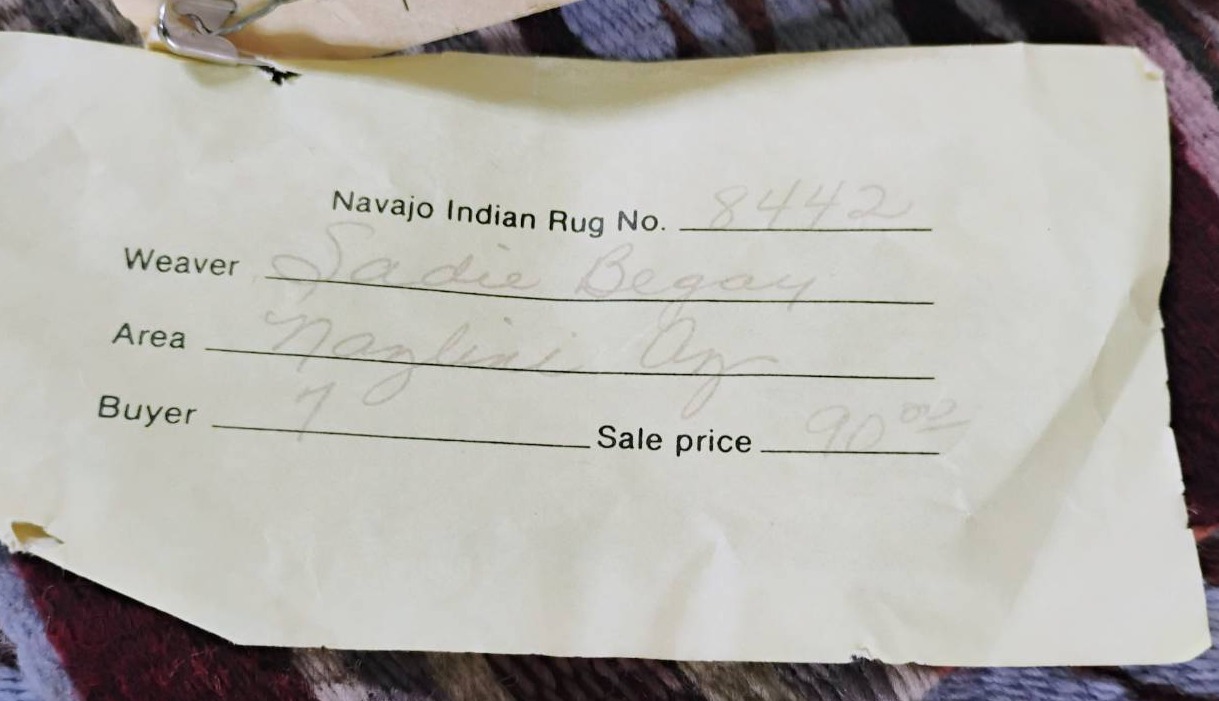 Navajo Indian Rug No. 8442
Weaver Sadie Begay
Area Nazlini Az
Buyer 7 Sale price 90.00